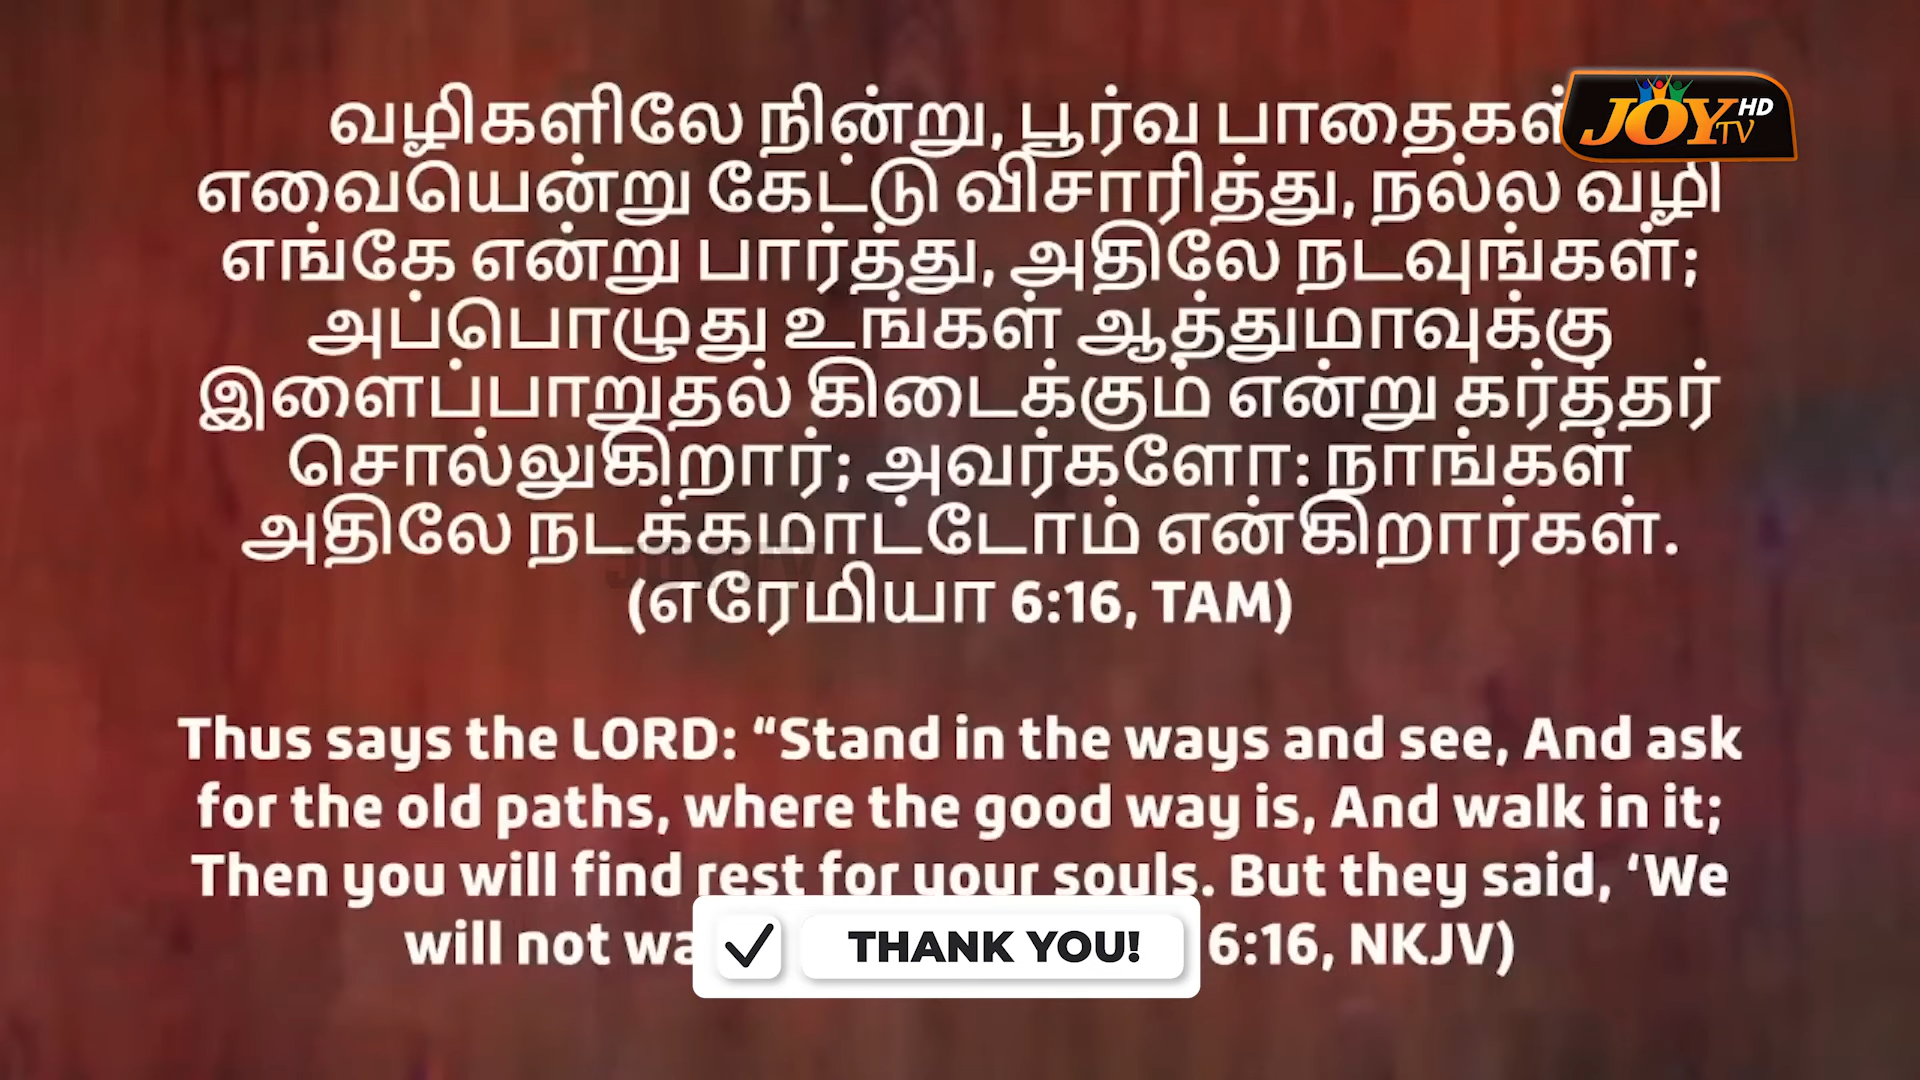 வழிகளிலே நின்று, பூர்வ பாதைகள்
எவையென்று கேட்டு விசாரித்து, நல்ல வழி
எங்கே என்று பார்த்து, அதிலே நடவுங்கள்;
அப்பொழுது உங்கள் ஆத்துமாவுக்கு
இளைப்பாறுதல் கிடைக்கும் என்று கர்த்தர்
சொல்லுகிறார்; அவர்களோ: நாங்கள்
அதிலே நடக்கமாட்டோம் என்கிறார்கள்.
(எரேமியா 6:16, TAM)
Thus says the LORD: “Stand in the ways and see, And ask
for the old paths, where the good way is, And walk in it;
Then you will find rest for your souls. But they said, ‘We
will not wa 6:16, NKJV)
THANK YOU!
JOY TV HD
JOY TV